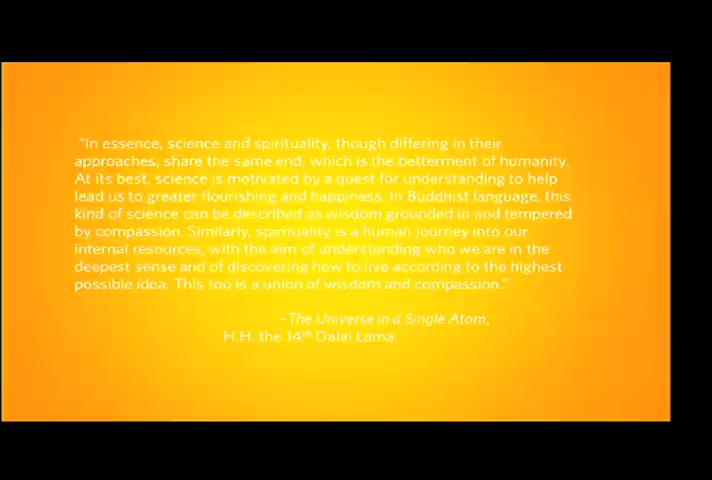 "In essence, science and spirituality, though differing in their
approaches, share the same end, which is the betterment of humanity.
At its best, science is motivated by a quest for understanding to help
lead us to greater flourishing and happiness. In Buddhist language, this
kind of science can be described as wisdom grounded in and tempered
by compassion. Similarly, spirituality is a human journey into our
internal resources, with the aim of understanding who we are in the
deepest sense and of discovering how to live according to the highest
possible idea. This too is a union of wisdom and compassion."
–The Universe in a Single Atom,
H.H. the 14th Dalai Lama.